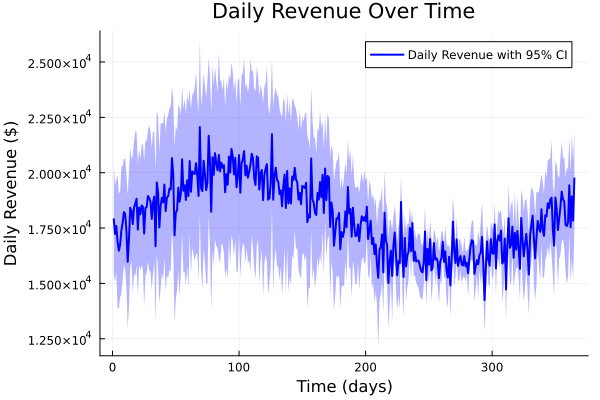 Daily Revenue Over Time
Daily Revenue with 95% CI
Daily Revenue ($)
2.500×10⁴
2.250×10⁴
2.000×10⁴
1.750×10⁴
1.500×10⁴
1.250×10⁴
0 100 200 300
Time (days)